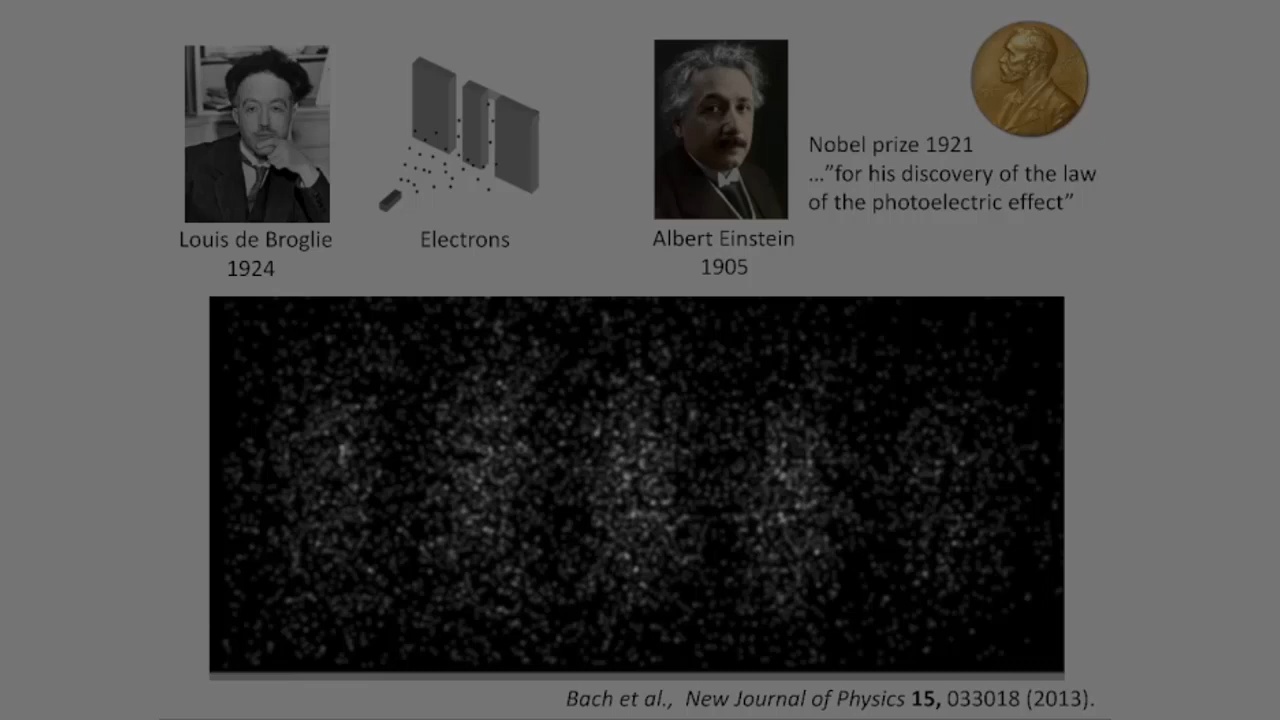 Nobel prize 1921
…”for his discovery of the law
of the photoelectric effect”
Louis de Broglie
1924
Electrons
Albert Einstein
1905
Bach et al., New Journal of Physics 15, 033018 (2013).